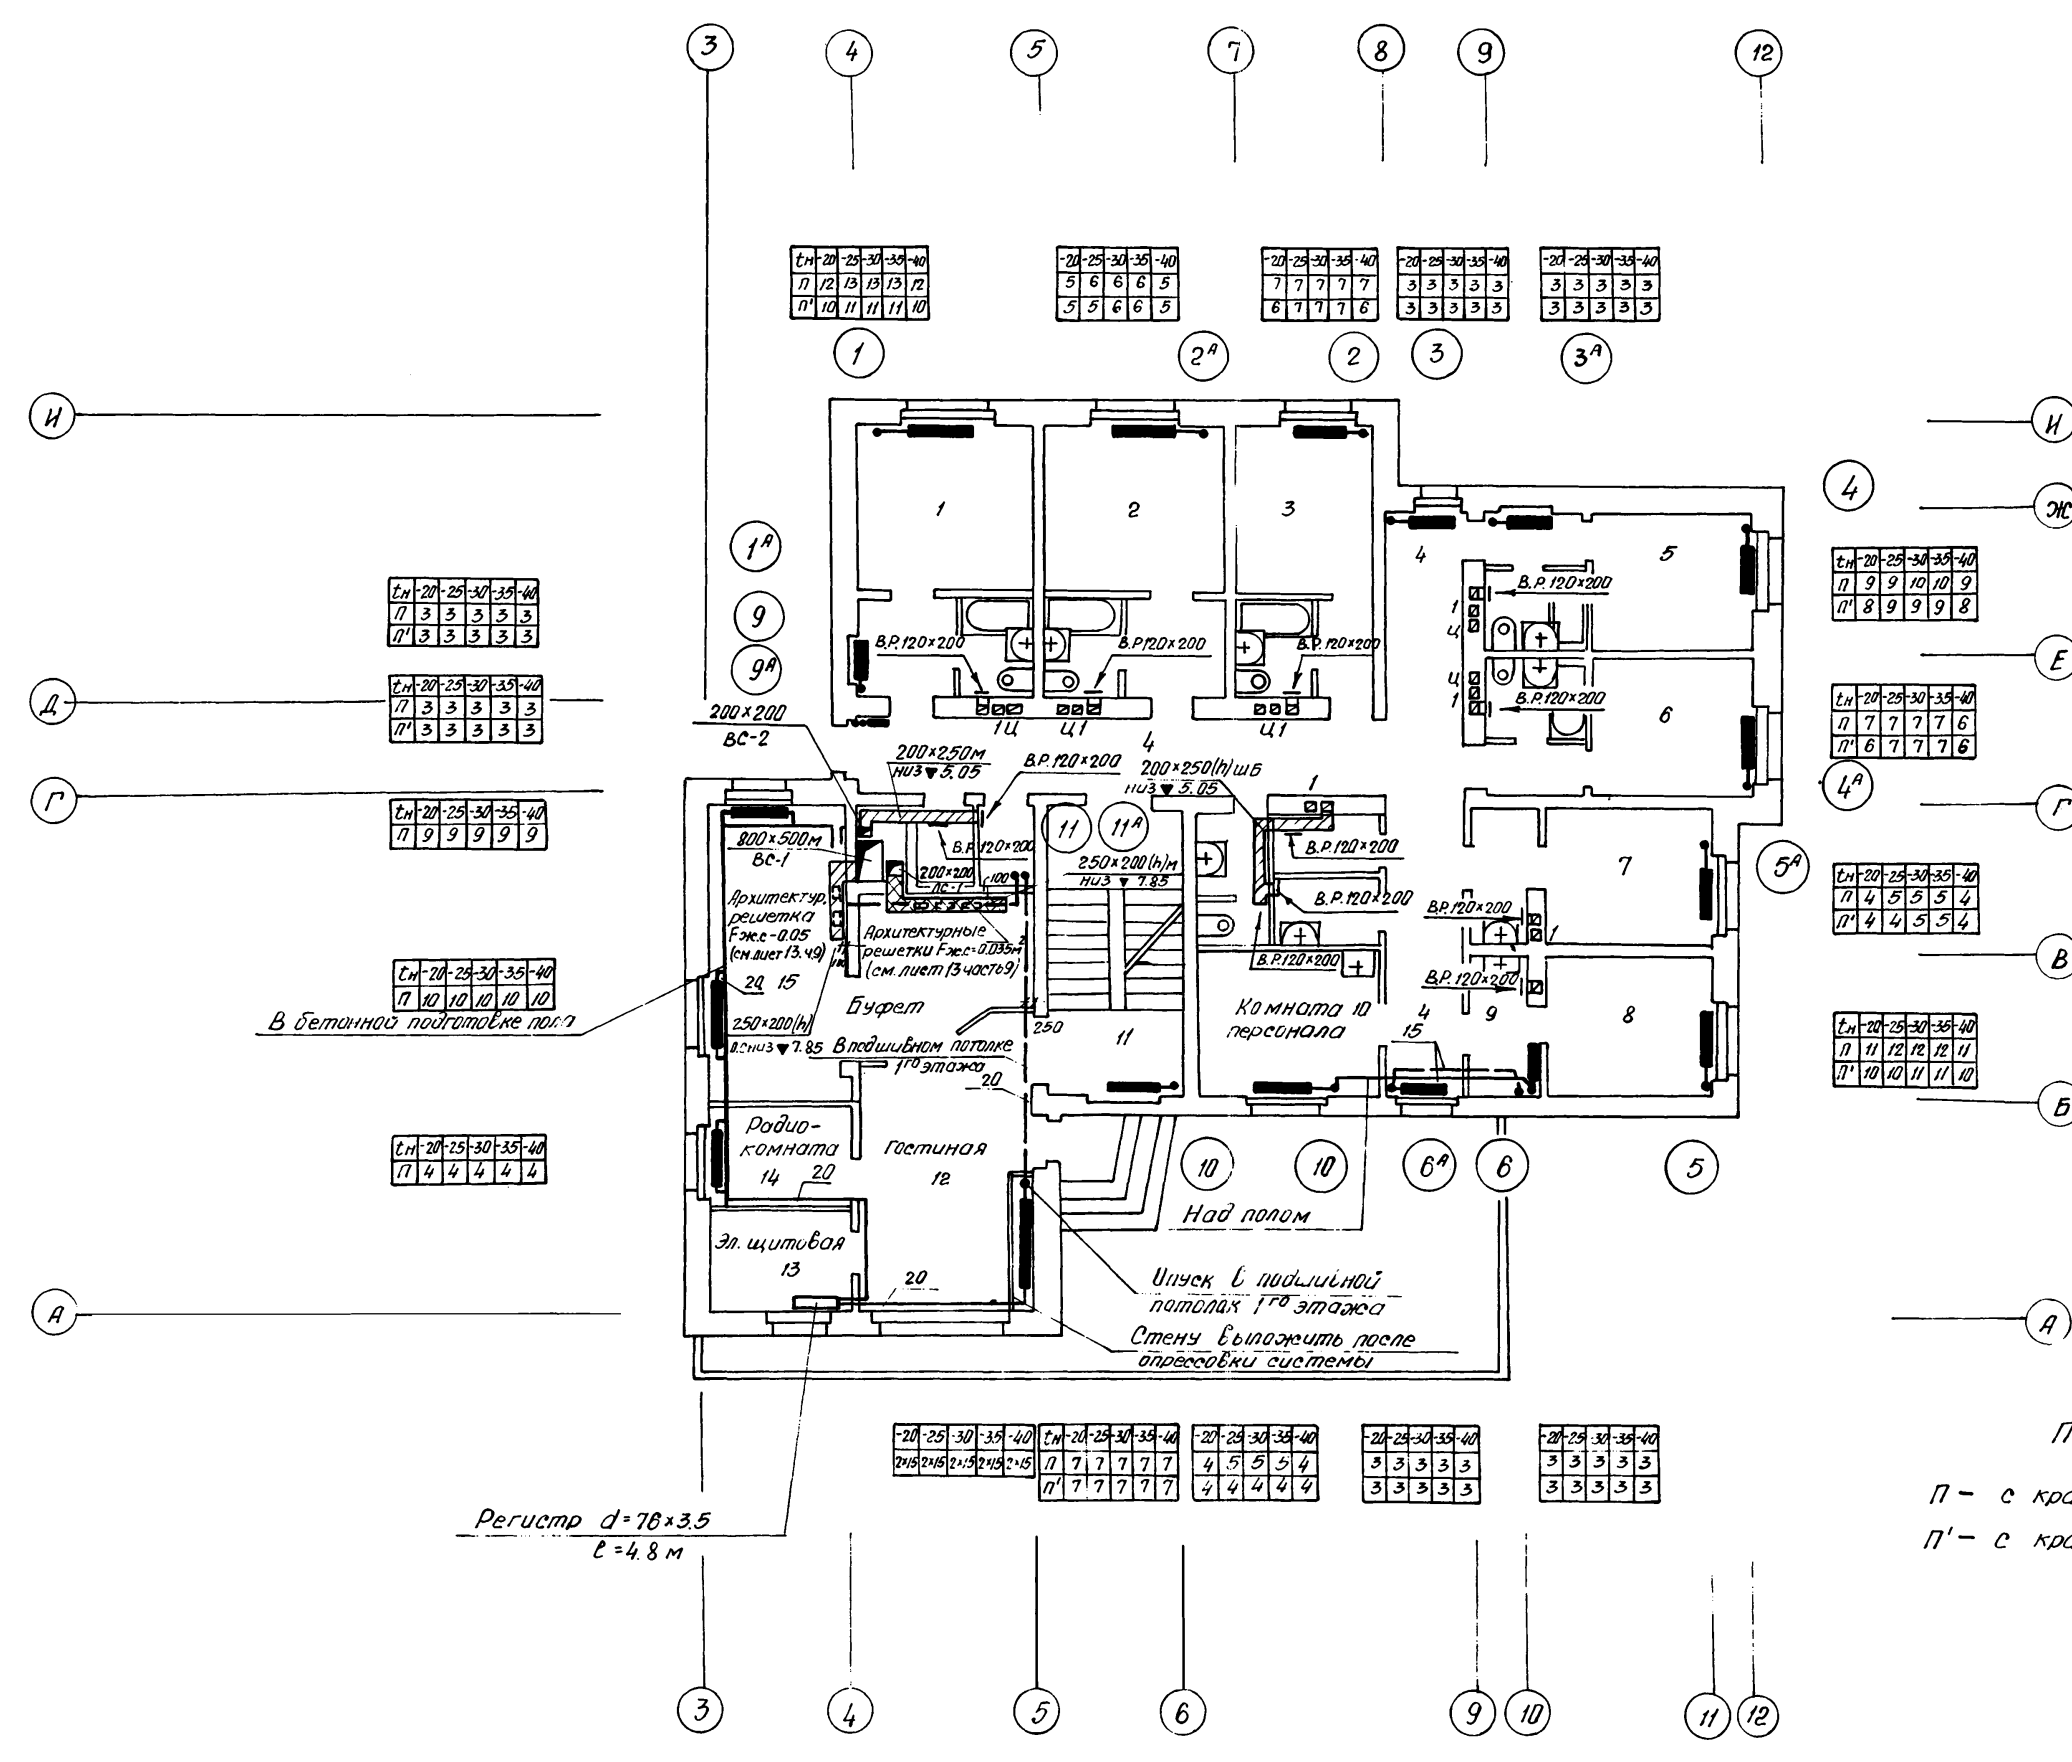 3 4 5 7 8 9 12
tн -20 -25 -30 -35 -40
П 12 13 13 13 12
П' 10 11 11 11 10
-20 -25 -30 -35 -40
5 6 6 6 5
5 5 6 6 5
-20 -25 -30 -35 -40
7 7 7 7 7
6 7 7 7 6
-20 -25 -30 -35 -40
3 3 3 3 3
3 3 3 3 3
-20 -25 -30 -35 -40
3 3 3 3 3
3 3 3 3 3
1 2А 2 3 3А
И И
4
Ж
1 2 3
4 5
1А
9
9А
tн -20 -25 -30 -35 -40
П 3 3 3 3 3
П' 3 3 3 3 3
tн -20 -25 -30 -35 -40
П 9 9 10 10 9
П' 8 9 9 9 8
В.Р.120×200
1
Ц
В.Р.120×200
В.Р.120×200
В.Р.120×200
Е
Ц
1
В.Р.120×200
6
Д
tн -20 -25 -30 -35 -40
П 3 3 3 3 3
П' 3 3 3 3 3
tн -20 -25 -30 -35 -40
П 7 7 7 7 6
П' 6 7 7 7 6
200×200
ВС-2
1Ц Ц1 Ц1
4
200×250м
низ ▼ 5.05
В.Р.120×200
200×250(h)шб
низ ▼ 5.05
1
4А
Г Г
tн -20 -25 -30 -35 -40
П 9 9 9 9 9
11 11А
800×500м
ВС-1
В.Р.120×200
В.Р.120×200
200×200
100
250×200(h)м
низ ▼ 7.85
7
5А
tн -20 -25 -30 -35 -40
П 4 5 5 5 4
П' 4 4 5 5 4
Архитектур.
решетка
Fж.с-0.05
(см.лист 13.ч.9)
Архитектурные
решетки Fж.с=0.035м2
(см.лист 13 часть9)
В.Р.120×200
В.Р.120×200
1
В.Р.120×200
В.Р.120×200
В
tн -20 -25 -30 -35 -40
П 10 10 10 10 10
20 15
Буфет
В бетонной подготовке пола
250×200(h)
низ ▼ 7.85
В подшивном потолке
1го этажа
250
11
20
Комната 10
персонала
4
15
9
8
tн -20 -25 -30 -35 -40
П 11 12 12 12 11
П' 10 10 11 11 10
Б
tн -20 -25 -30 -35 -40
П 4 4 4 4 4
Радио-
комната
14
20
Гостиная
12
10 10 6А 6 5
Над полом
Эл. щитовая
13
20
Опуск в подшивной
потолок 1го этажа
Стену выложить после
опрессовки системы
А А
-20 -25 -30 -35 -40
2×15 2×15 2×15 2×15 2×15
tн -20 -25 -30 -35 -40
П 7 7 7 7 7
П' 7 7 7 7 7
-20 -25 -30 -35 -40
4 5 5 5 4
4 4 4 4 4
-20 -25 -30 -35 -40
3 3 3 3 3
3 3 3 3 3
-20 -25 -30 -35 -40
3 3 3 3 3
3 3 3 3 3
П
П - с кра
П' - с кра
Регистр d=76×3.5
ℓ=4.8 м
3 4 5 6 9 10 11 12